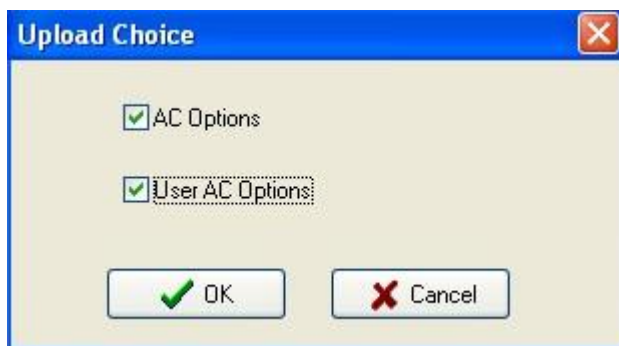 Upload Choice
AC Options
User AC Options
OK
Cancel